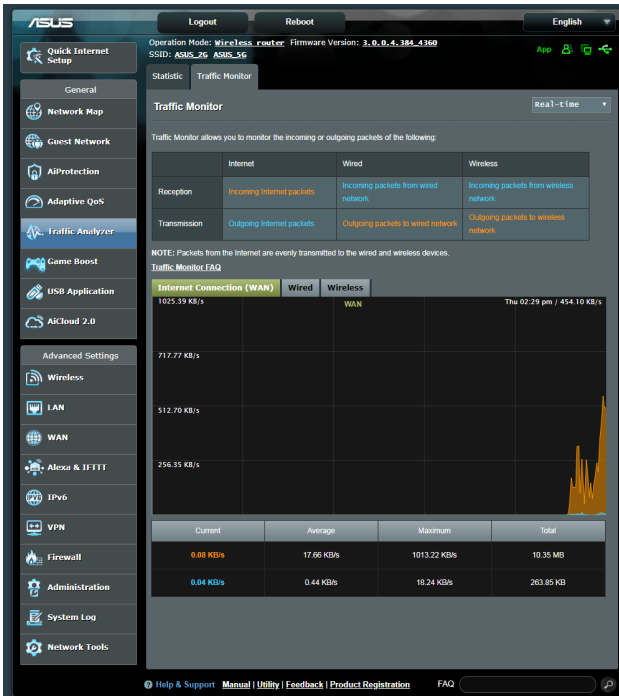 ASUS
Logout
Reboot
English
Operation Mode: Wireless router Firmware Version: 3.0.0.4.384_4360
SSID: ASUS_2G ASUS_5G
App
Quick Internet
Setup
General
Network Map
Guest Network
AiProtection
Adaptive QoS
Traffic Analyzer
Game Boost
USB Application
AiCloud 2.0
Advanced Settings
Wireless
LAN
WAN
Alexa & IFTTT
IPv6
VPN
Firewall
Administration
System Log
Network Tools
Statistic
Traffic Monitor
Traffic Monitor
Real-time
Traffic Monitor allows you to monitor the incoming or outgoing packets of the following:
Internet Wired Wireless
Reception
Incoming Internet packets
Incoming packets from wired
network
Incoming packets from wireless
network
Transmission
Outgoing Internet packets
Outgoing packets to wired network
Outgoing packets to wireless
network
NOTE: Packets from the Internet are evenly transmitted to the wired and wireless devices.
Traffic Monitor FAQ
Internet Connection (WAN) Wired Wireless
1025.39 KB/s
WAN
Thu 02:29 pm / 454.10 KB/s
717.77 KB/s
512.70 KB/s
256.35 KB/s
Current Average Maximum Total
0.08 KB/s 17.66 KB/s 1013.22 KB/s 10.35 MB
0.04 KB/s 0.44 KB/s 18.24 KB/s 263.85 KB
Help & Support Manual | Utility | Feedback | Product Registration FAQ